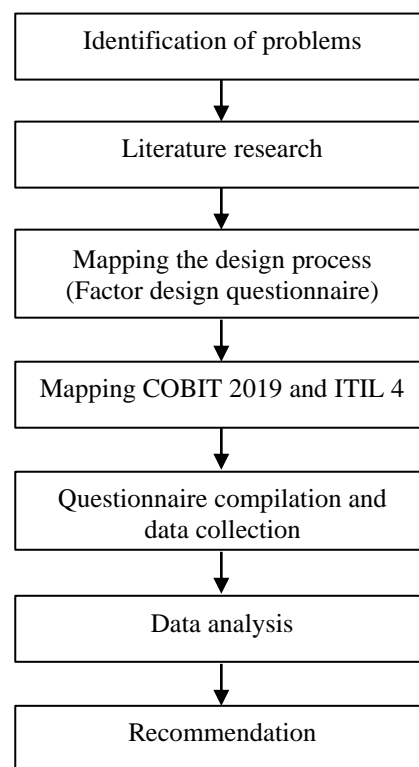 Identification of problems
Literature research
Mapping the design process
(Factor design questionnaire)
Mapping COBIT 2019 and ITIL 4
Questionnaire compilation and
data collection
Data analysis
Recommendation